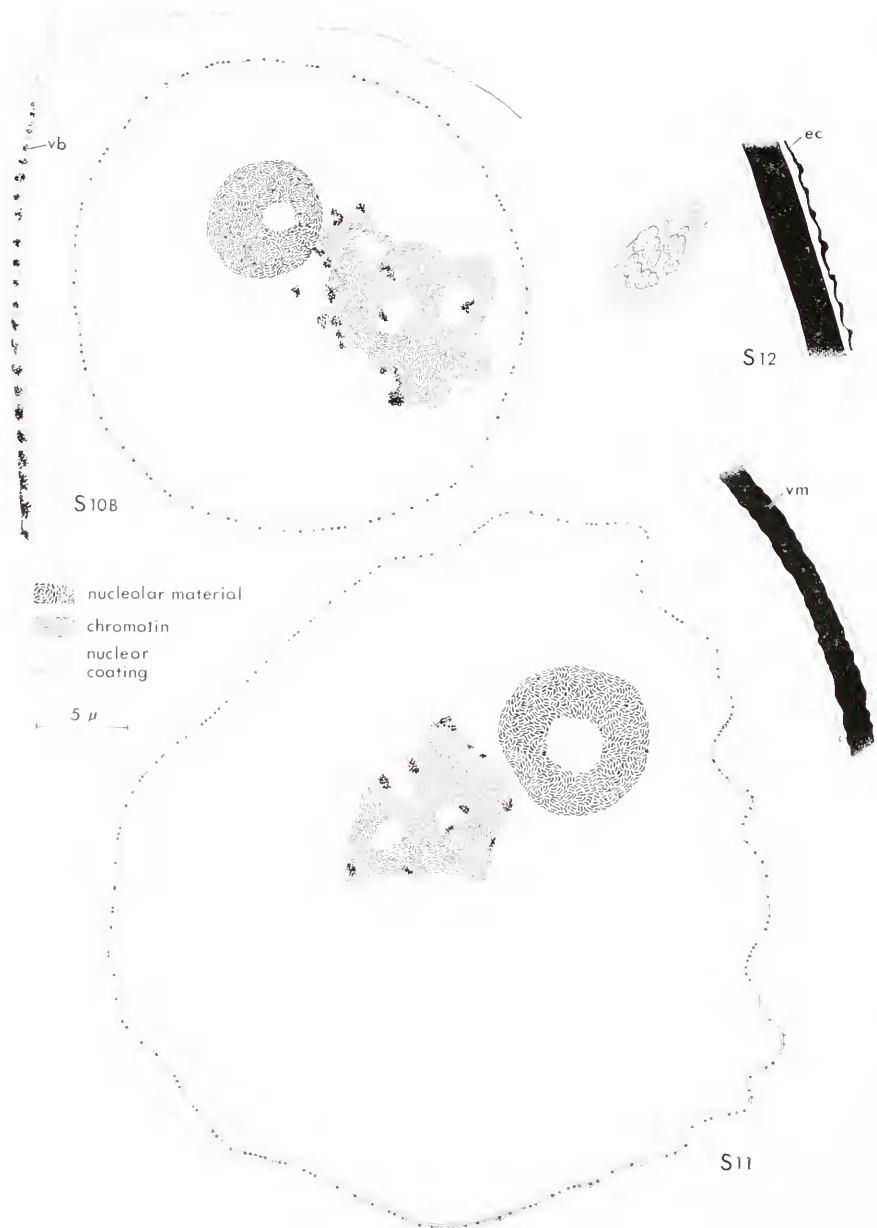 vb
ec
S12
S10B
vm
nucleolar material
chromatin
nuclear
coating
5 µ
S11